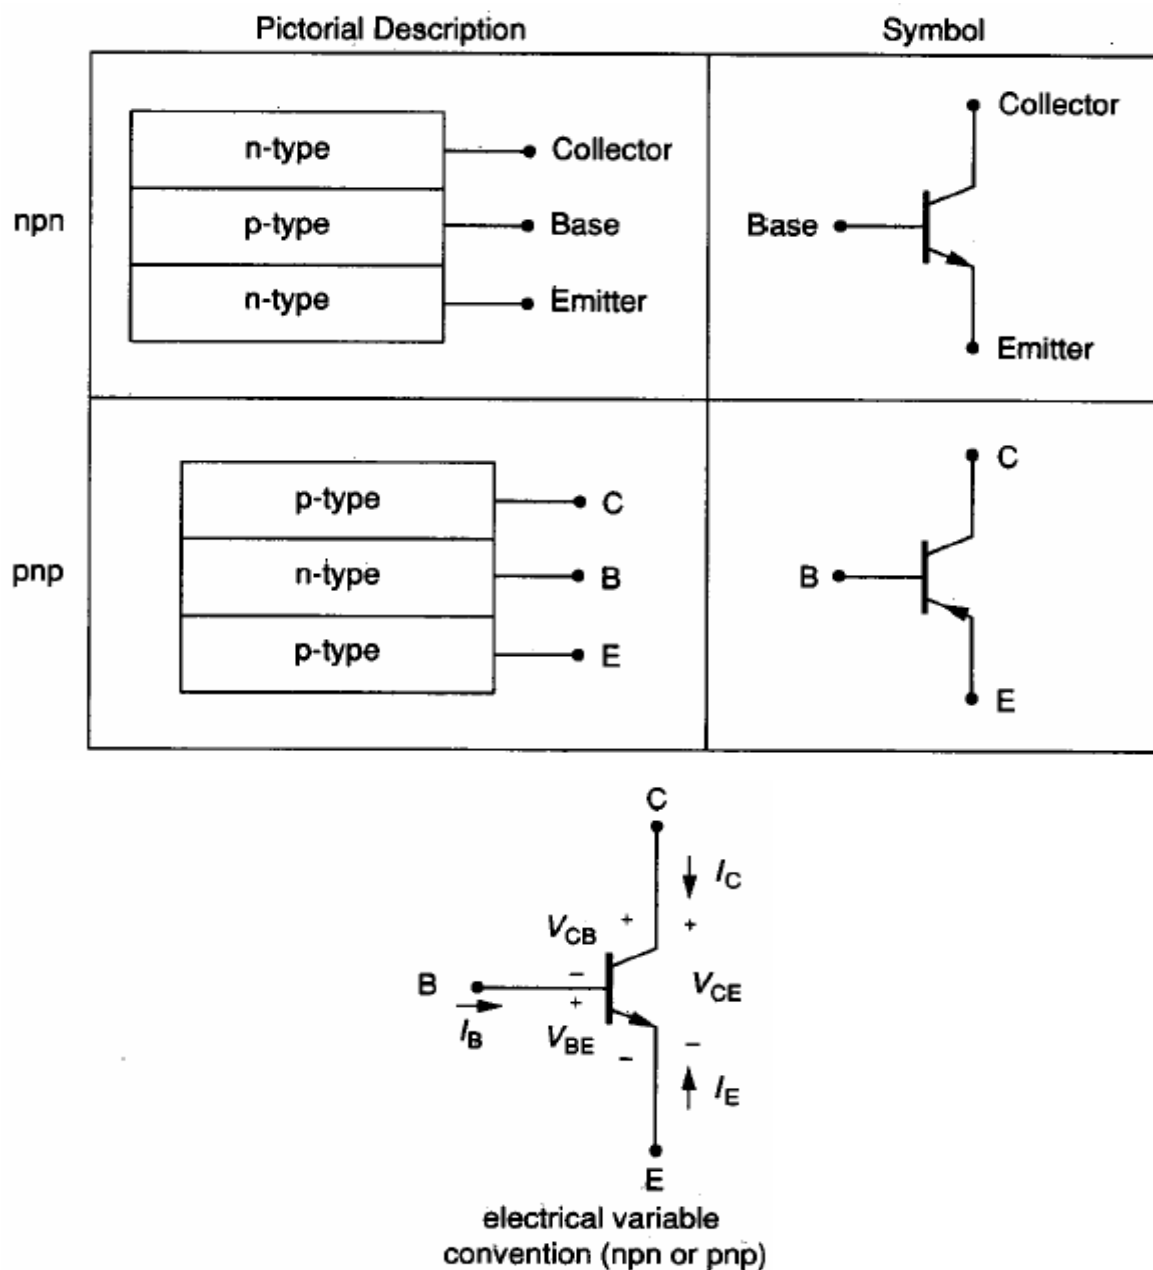 Pictorial Description Symbol
npn
n-type Collector
p-type Base
n-type Emitter
Collector
Base
Emitter
pnp
p-type C
n-type B
p-type E
C
B
E
C
I_C
V_CB + +
B − V_CE
I_B + V_BE − −
I_E
E
electrical variable
convention (npn or pnp)